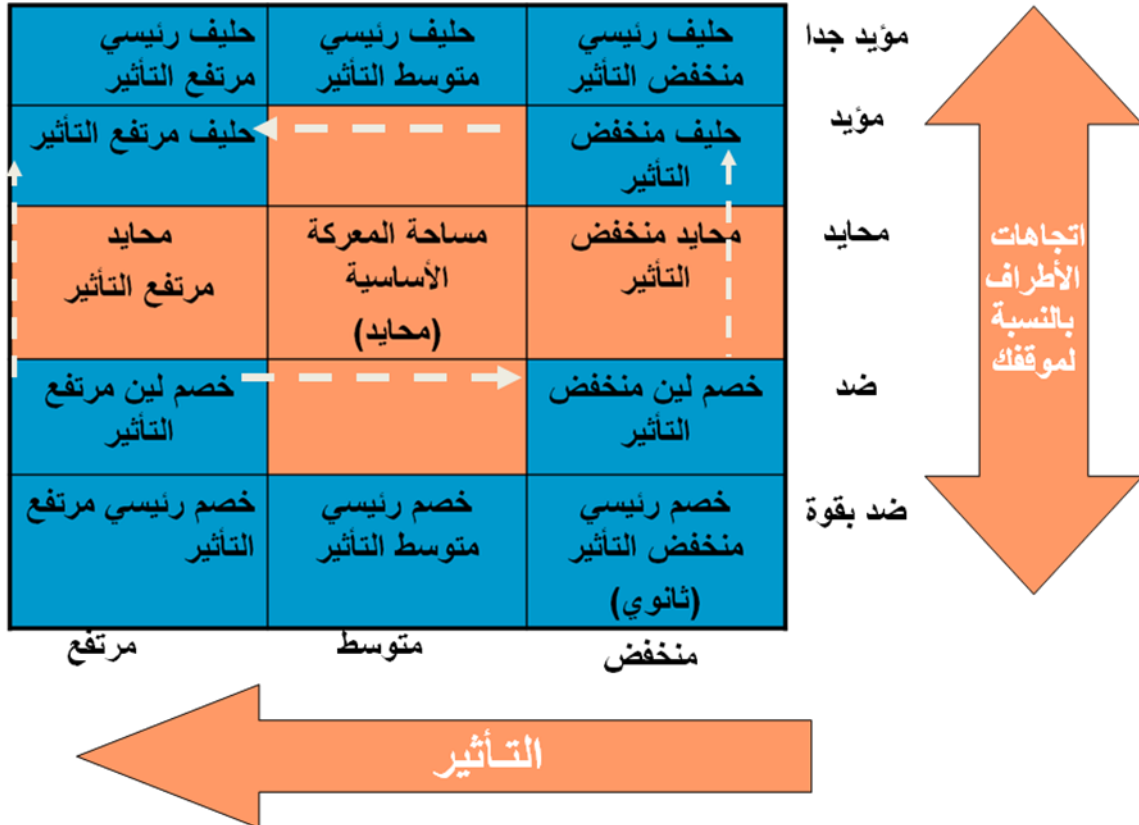 مؤيد جدا
حليف رئيسي
منخفض التأثير
حليف رئيسي
متوسط التأثير
حليف رئيسي
مرتفع التأثير
مؤيد
حليف منخفض
التأثير
حليف مرتفع التأثير
محايد
محايد منخفض
التأثير
مساحة المعركة
الأساسية
(محايد)
محايد
مرتفع التأثير
ضد
خصم لين منخفض
التأثير
خصم لين مرتفع
التأثير
ضد بقوة
خصم رئيسي
منخفض التأثير
(ثانوي)
خصم رئيسي
متوسط التأثير
خصم رئيسي مرتفع
التأثير
منخفض
متوسط
مرتفع
اتجاهات
الأطراف
بالنسبة
لموقفك
التـأثير